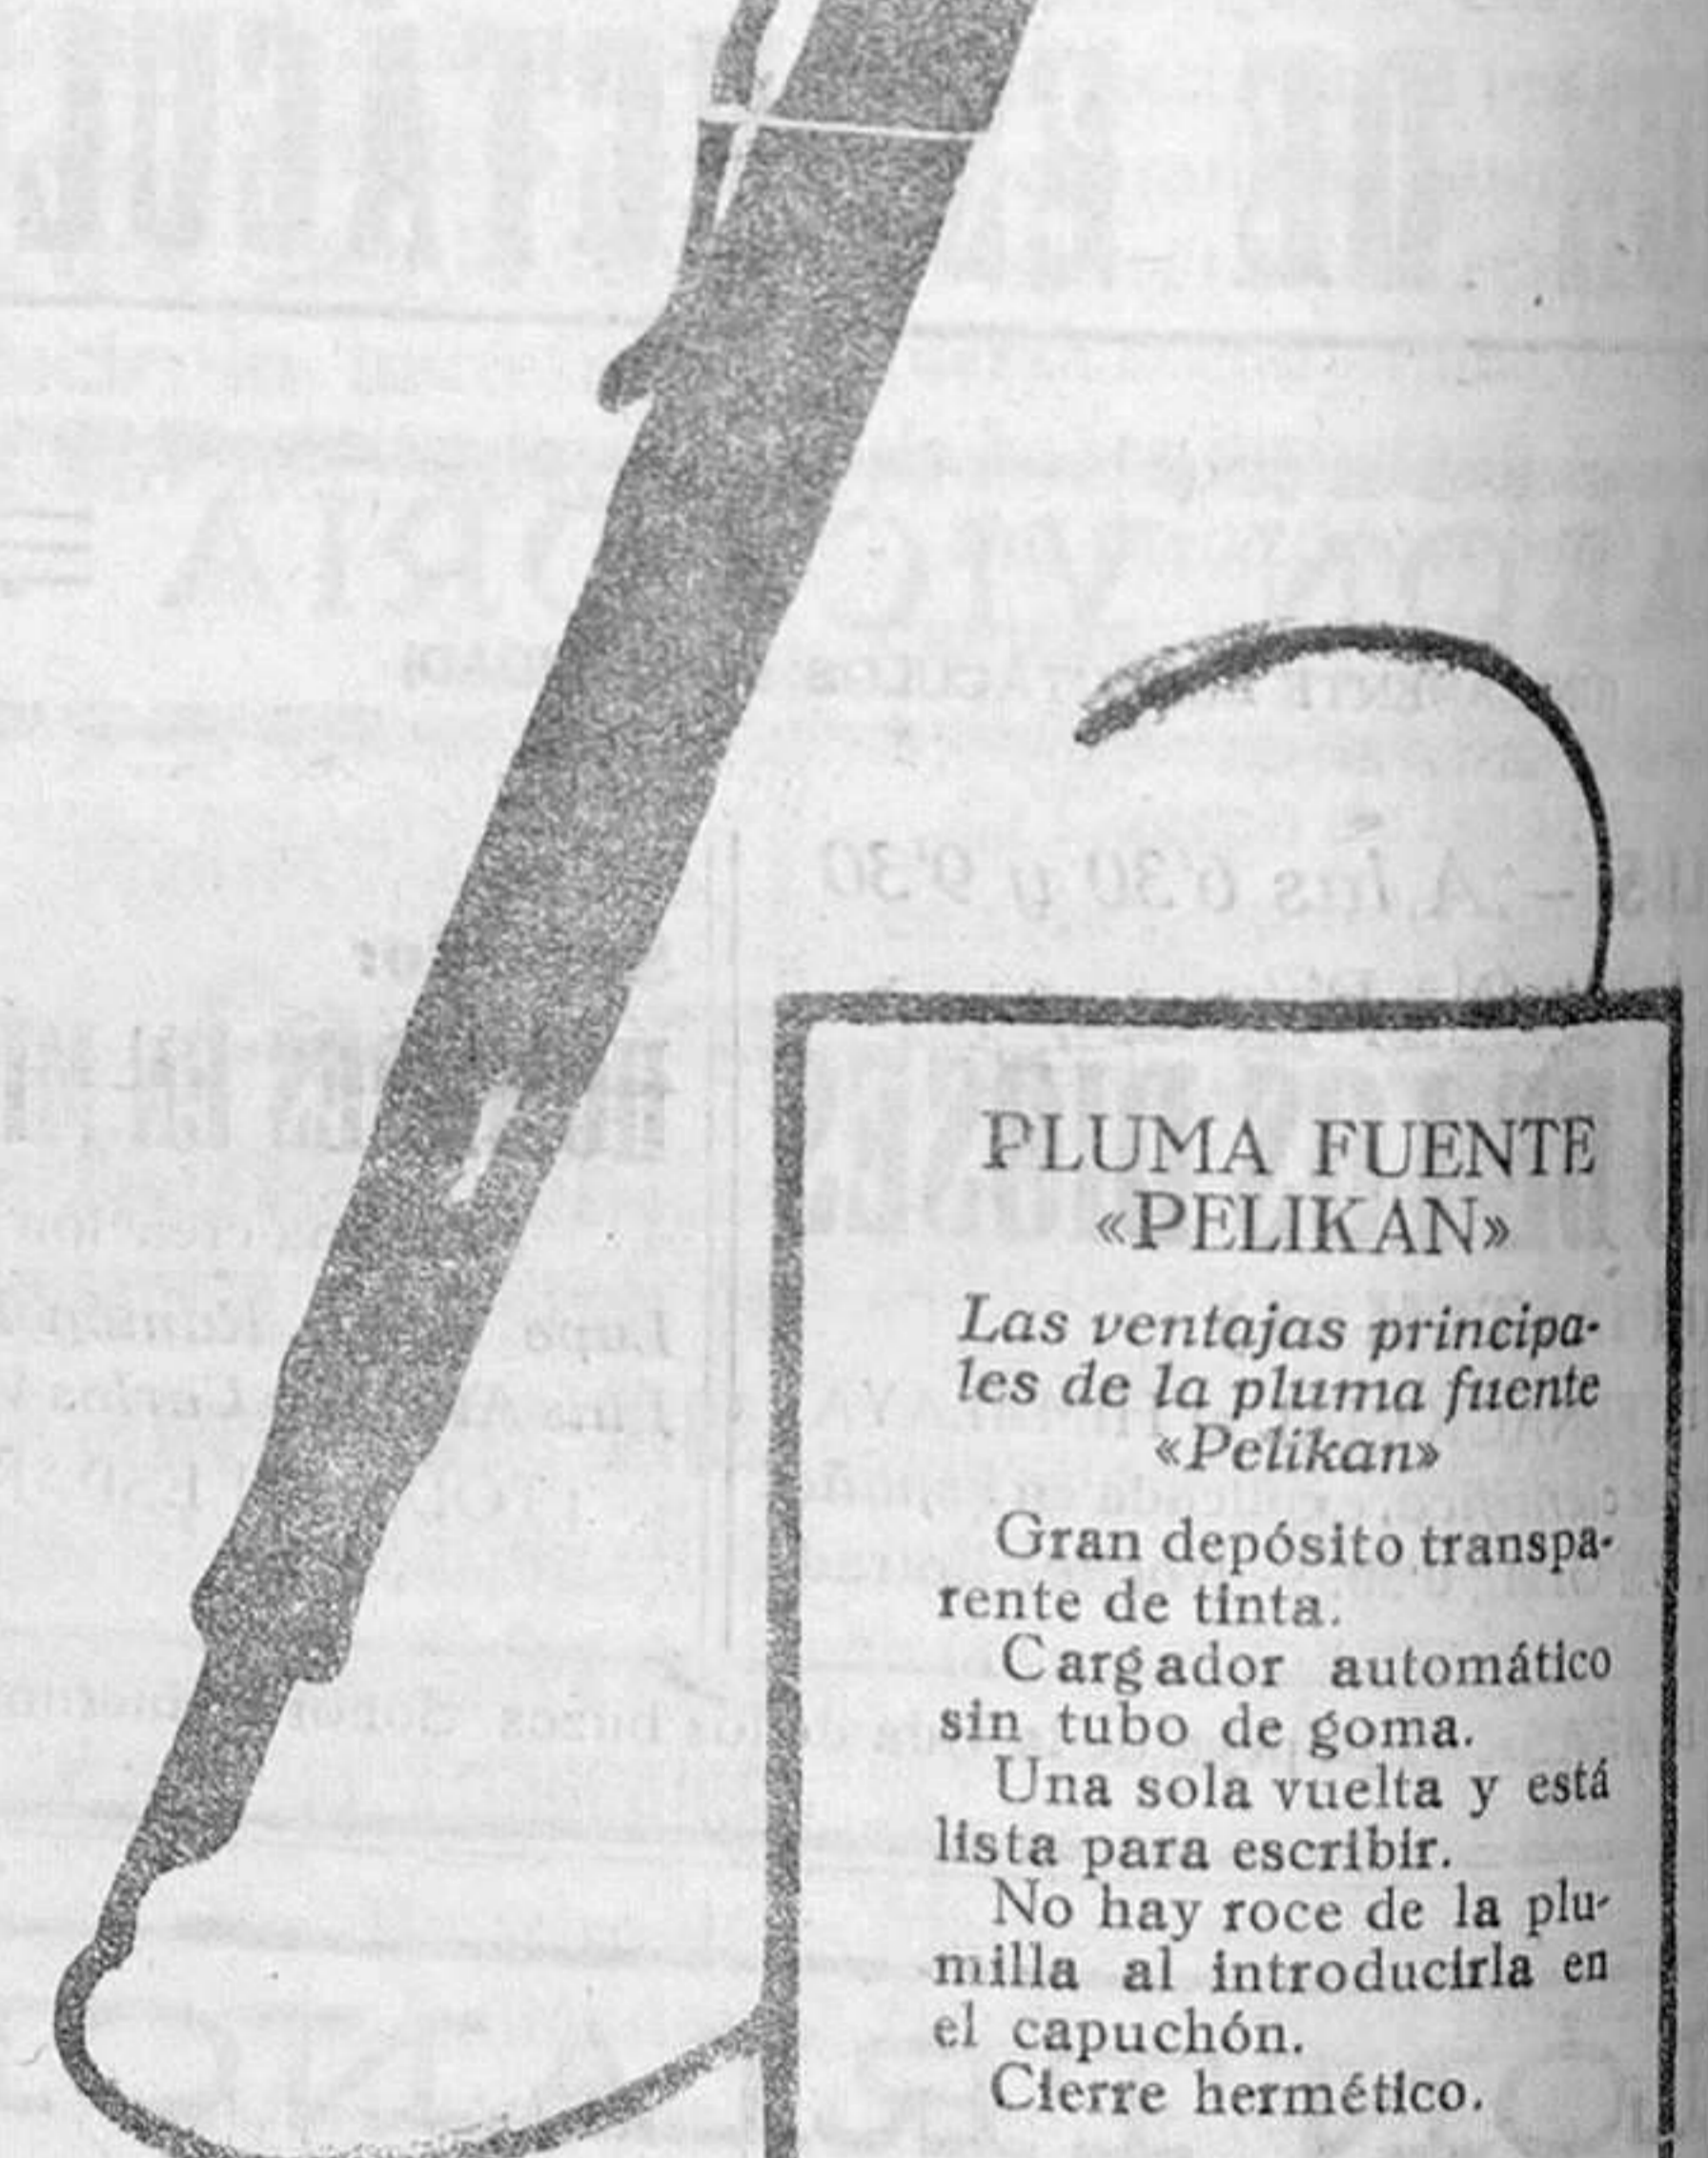 PLUMA FUENTE
«PELIKAN»
Las ventajas principa-
les de la pluma fuente
«Pelikan»
Gran depósito transpa-
rente de tinta.
Cargador automático
sin tubo de goma.
Una sola vuelta y está
lista para escribir.
No hay roce de la plu-
milla al introducirla en
el capuchón.
Cierre hermético.